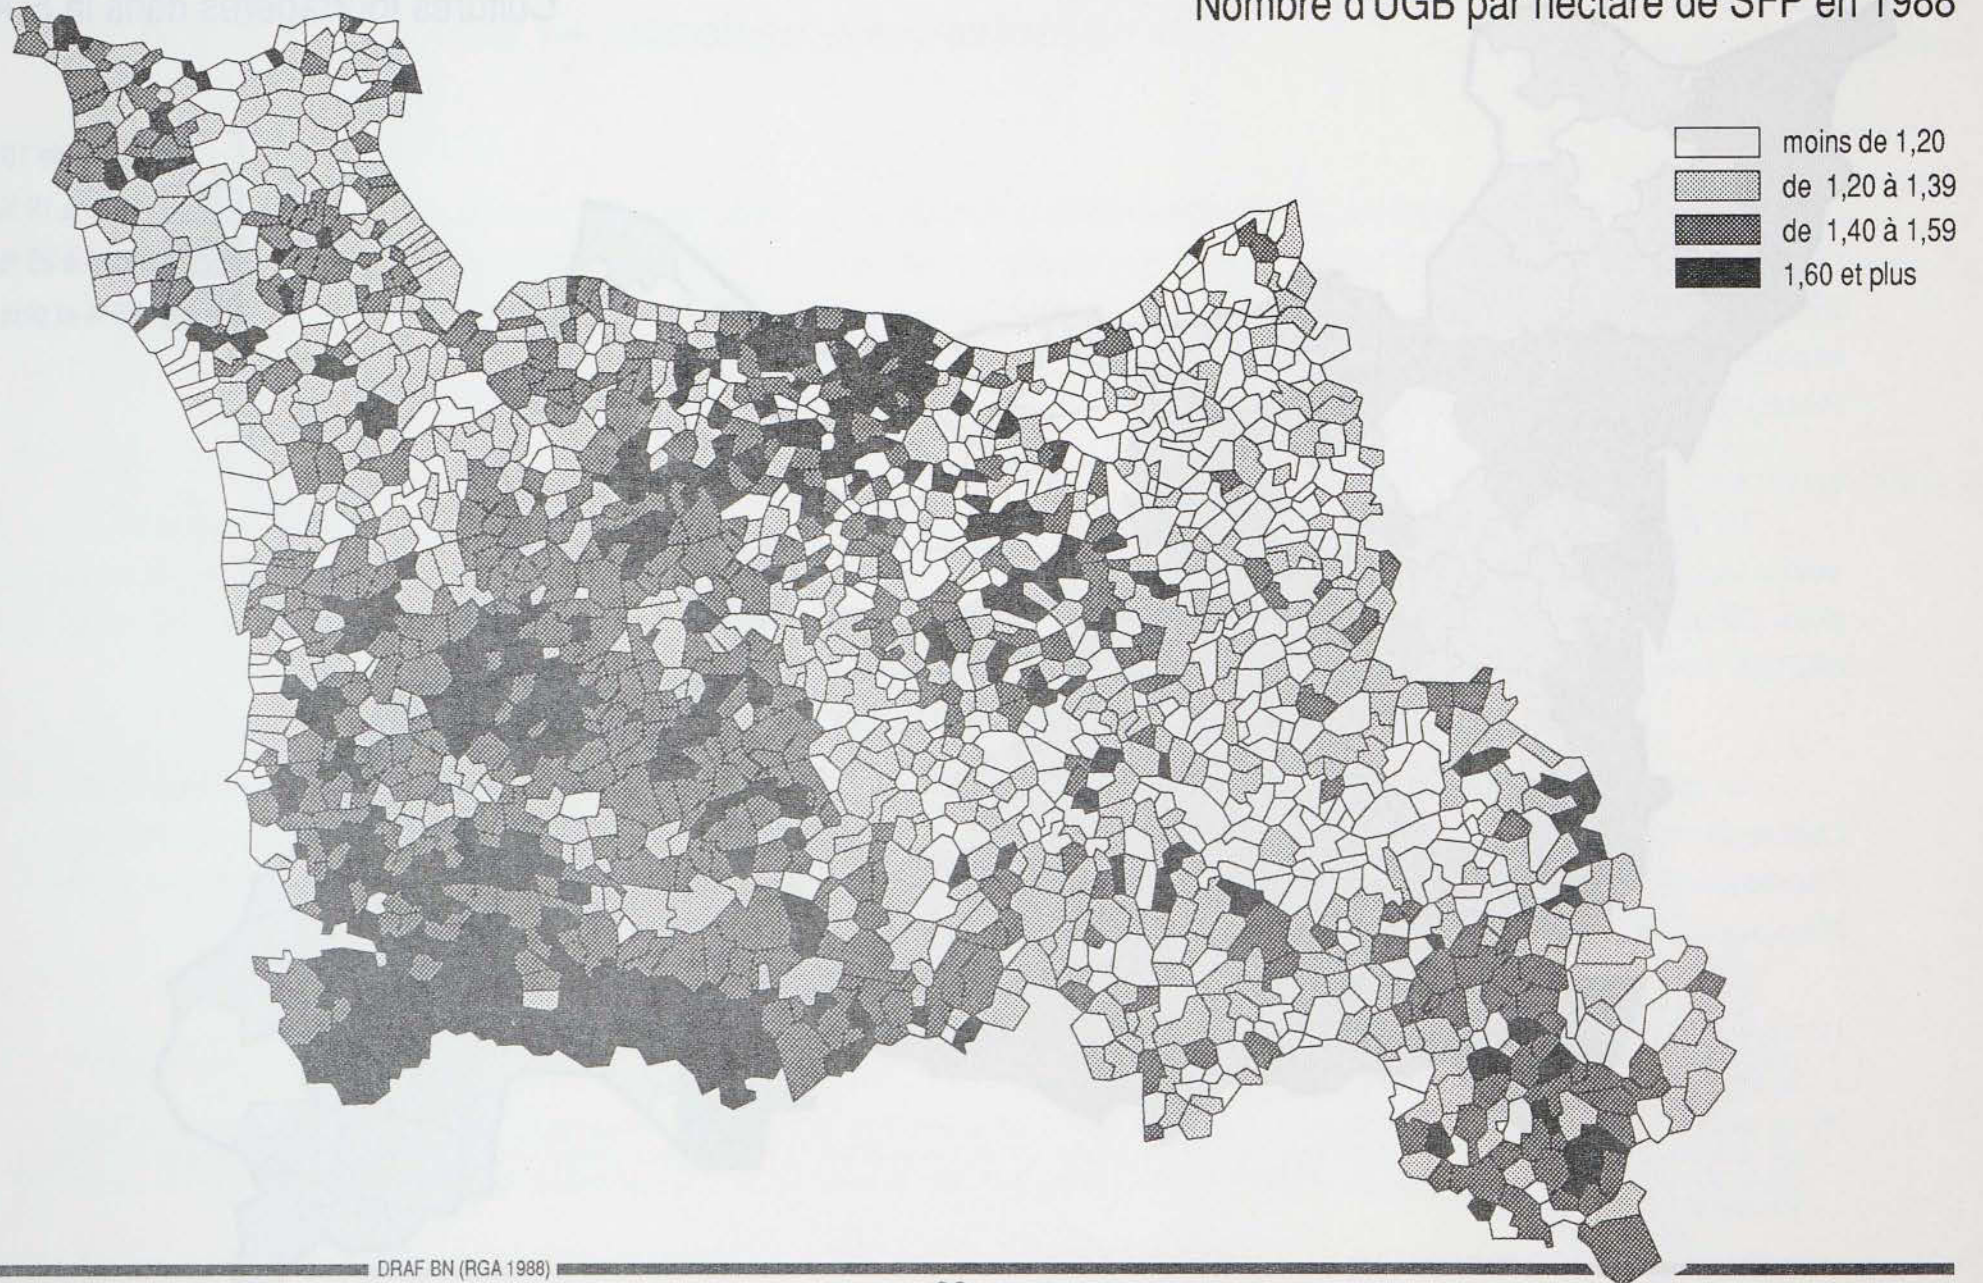 Nombre d'UGB par hectare de SFP en 1988
moins de 1,20
de 1,20 à 1,39
de 1,40 à 1,59
1,60 et plus
DRAF BN (RGA 1988)